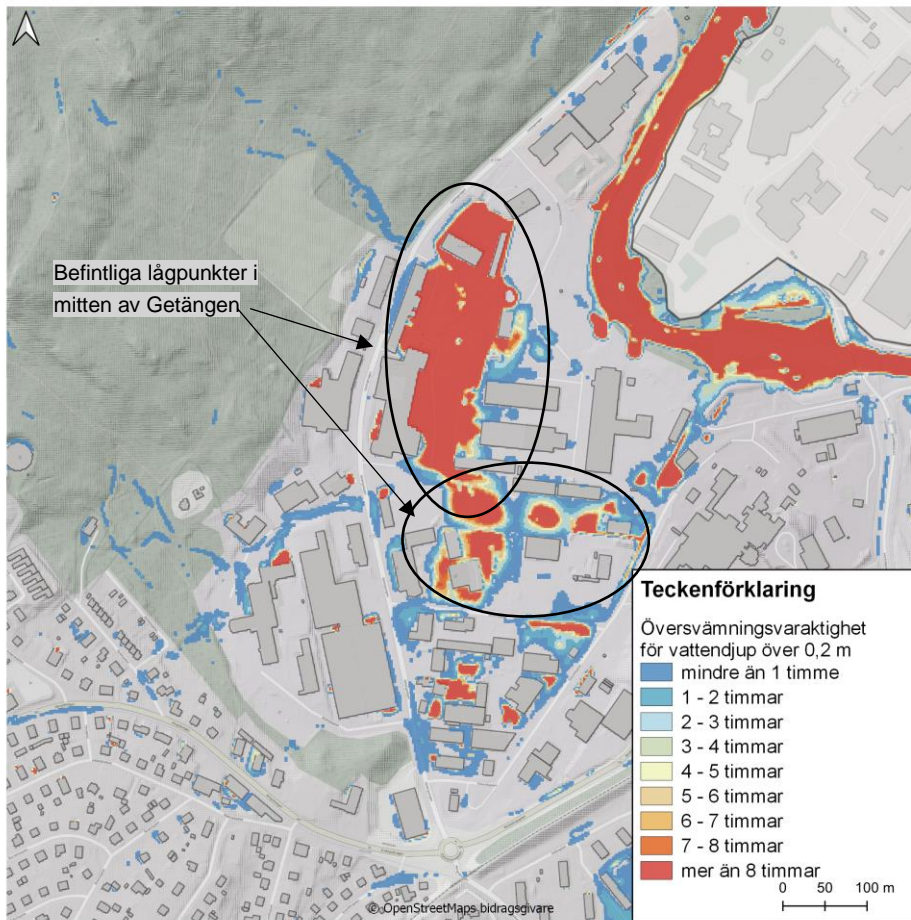 Befintliga lågpunkter i
mitten av Getängen
Teckenförklaring
Översvämningsvaraktighet
för vattendjup över 0,2 m
mindre än 1 timme
1 - 2 timmar
2 - 3 timmar
3 - 4 timmar
4 - 5 timmar
5 - 6 timmar
6 - 7 timmar
7 - 8 timmar
mer än 8 timmar
0 50 100 m
© OpenStreetMaps bidragsgivare